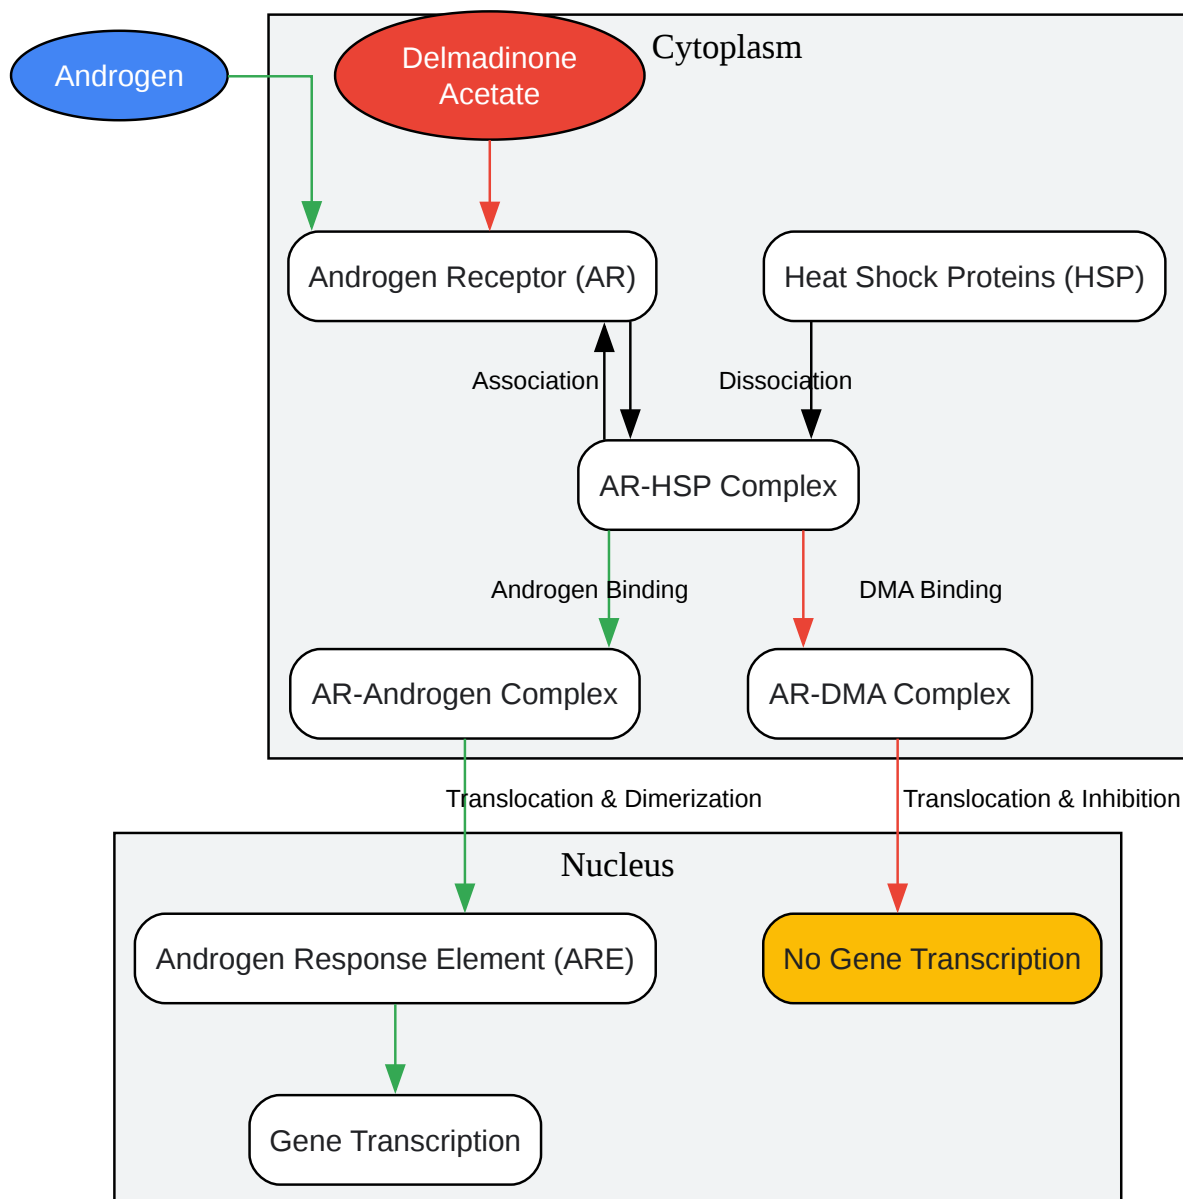 Cytoplasm
Androgen
Delmadinone
Acetate
Androgen Receptor (AR)
Heat Shock Proteins (HSP)
Association
Dissociation
AR-HSP Complex
Androgen Binding
DMA Binding
AR-Androgen Complex
AR-DMA Complex
Translocation & Dimerization
Translocation & Inhibition
Nucleus
Androgen Response Element (ARE)
No Gene Transcription
Gene Transcription